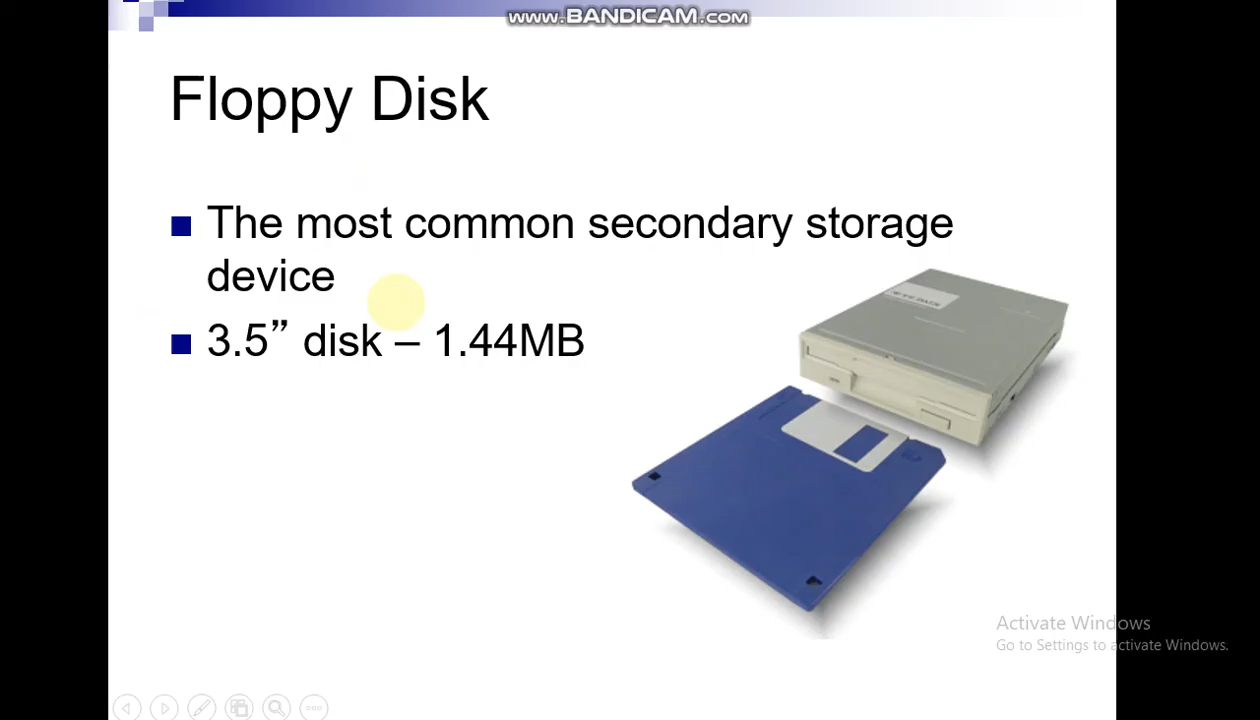 www.BANDICAM.com
Floppy Disk
The most common secondary storage
device
3.5” disk – 1.44MB
Activate Windows
Go to Settings to activate Windows.